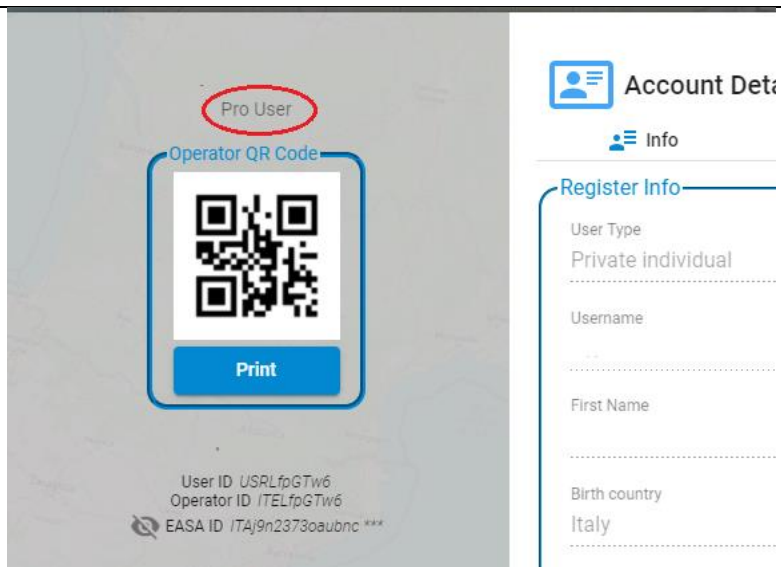 Pro User
Operator QR Code
Print
User ID USRLfpGTw6
Operator ID ITELfpGTw6
EASA ID ITAj9n2373oaubnc ***
Account Deta
Info
Register Info
User Type
Private individual
Username
First Name
Birth country
Italy